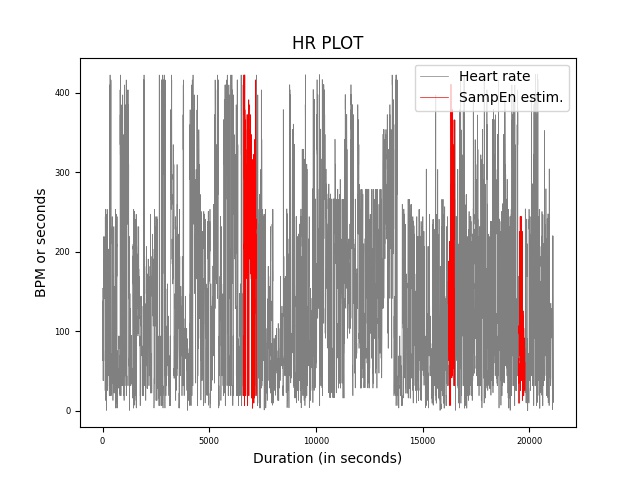 HR PLOT
Heart rate
SampEn estim.
BPM or seconds
400
300
200
100
0
0
5000
10000
15000
20000
Duration (in seconds)